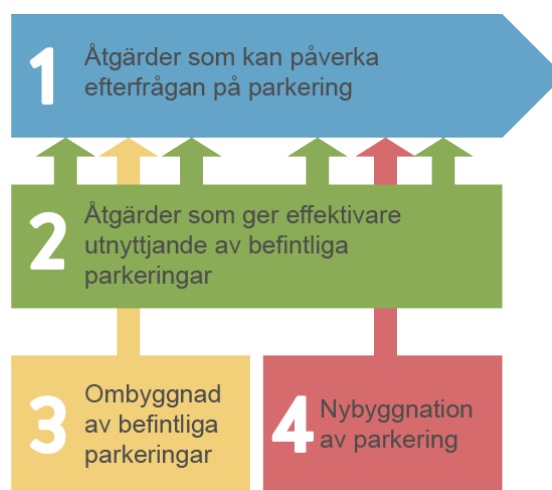 1 Åtgärder som kan påverka
efterfrågan på parkering
2 Åtgärder som ger effektivare
utnyttjande av befintliga
parkeringar
3 Ombyggnad
av befintliga
parkeringar
4 Nybyggnation
av parkering